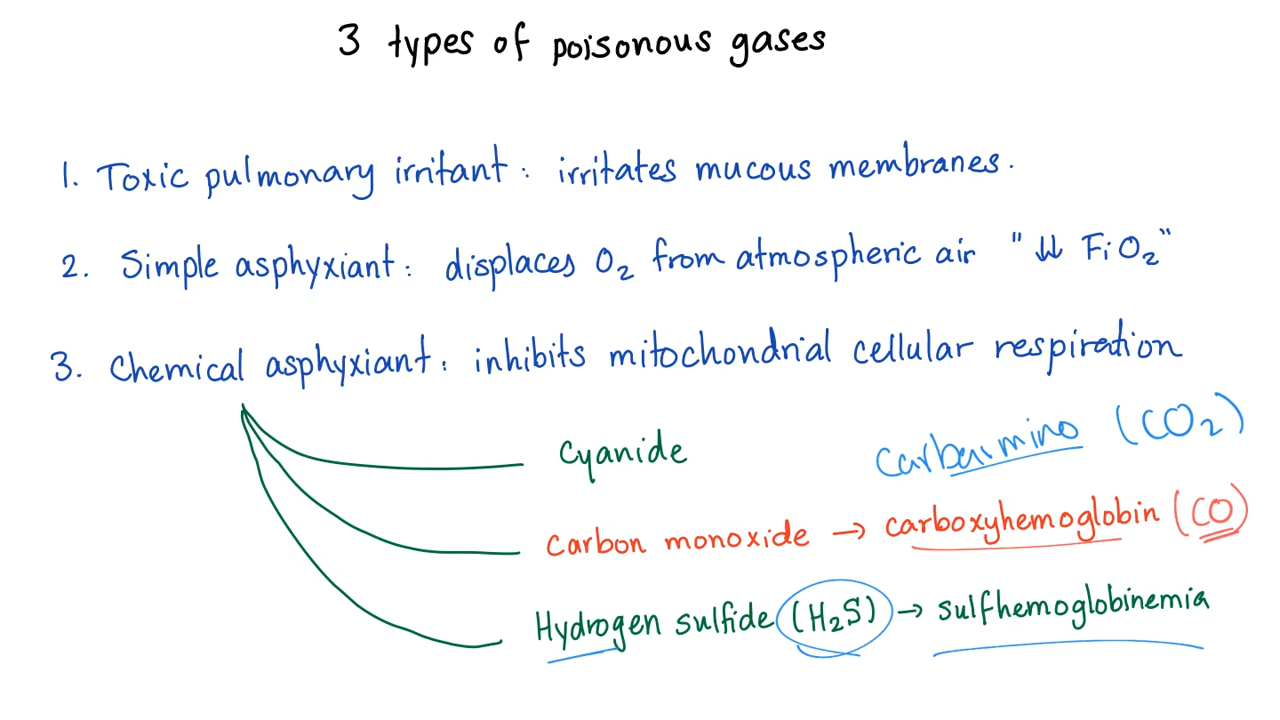 3 types of poisonous gases
1. Toxic pulmonary irritant : irritates mucous membranes.
2. Simple asphyxiant : displaces O₂ from atmospheric air "↓↓ FiO₂"
3. Chemical asphyxiant : inhibits mitochondrial cellular respiration
Cyanide
carbamino (CO₂)
carbon monoxide → carboxyhemoglobin (CO)
Hydrogen sulfide (H₂S) → sulfhemoglobinemia